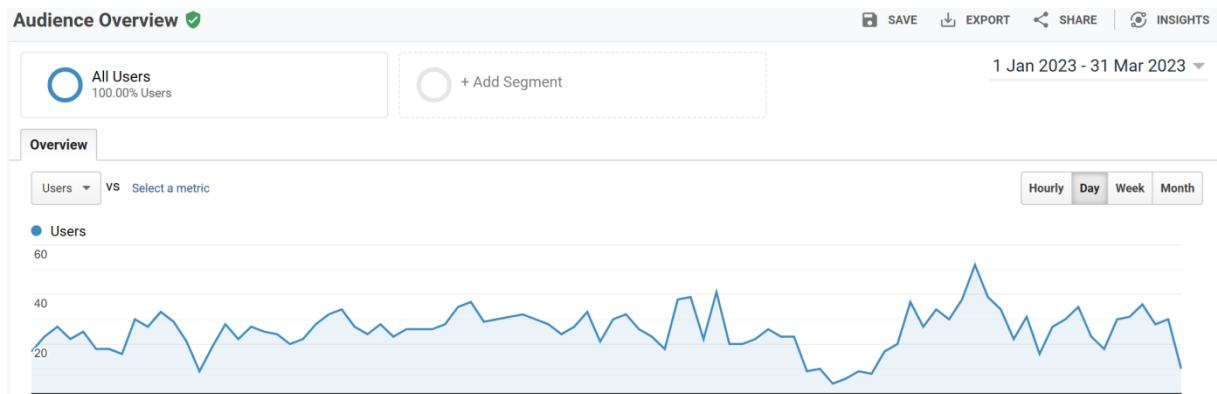 Audience Overview
SAVE EXPORT SHARE INSIGHTS
All Users
100.00% Users
+ Add Segment
1 Jan 2023 - 31 Mar 2023
Overview
Users VS Select a metric
Hourly Day Week Month
Users
60
40
20